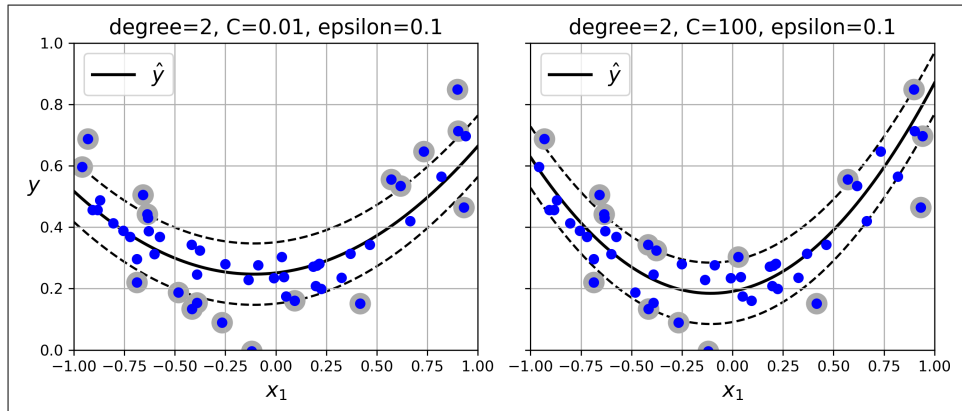 degree=2, C=0.01, epsilon=0.1
ŷ
1.0
0.8
0.6
0.4
0.2
0.0
y
−1.00 −0.75 −0.50 −0.25 0.00 0.25 0.50 0.75 1.00
x₁
degree=2, C=100, epsilon=0.1
ŷ
−1.00 −0.75 −0.50 −0.25 0.00 0.25 0.50 0.75 1.00
x₁